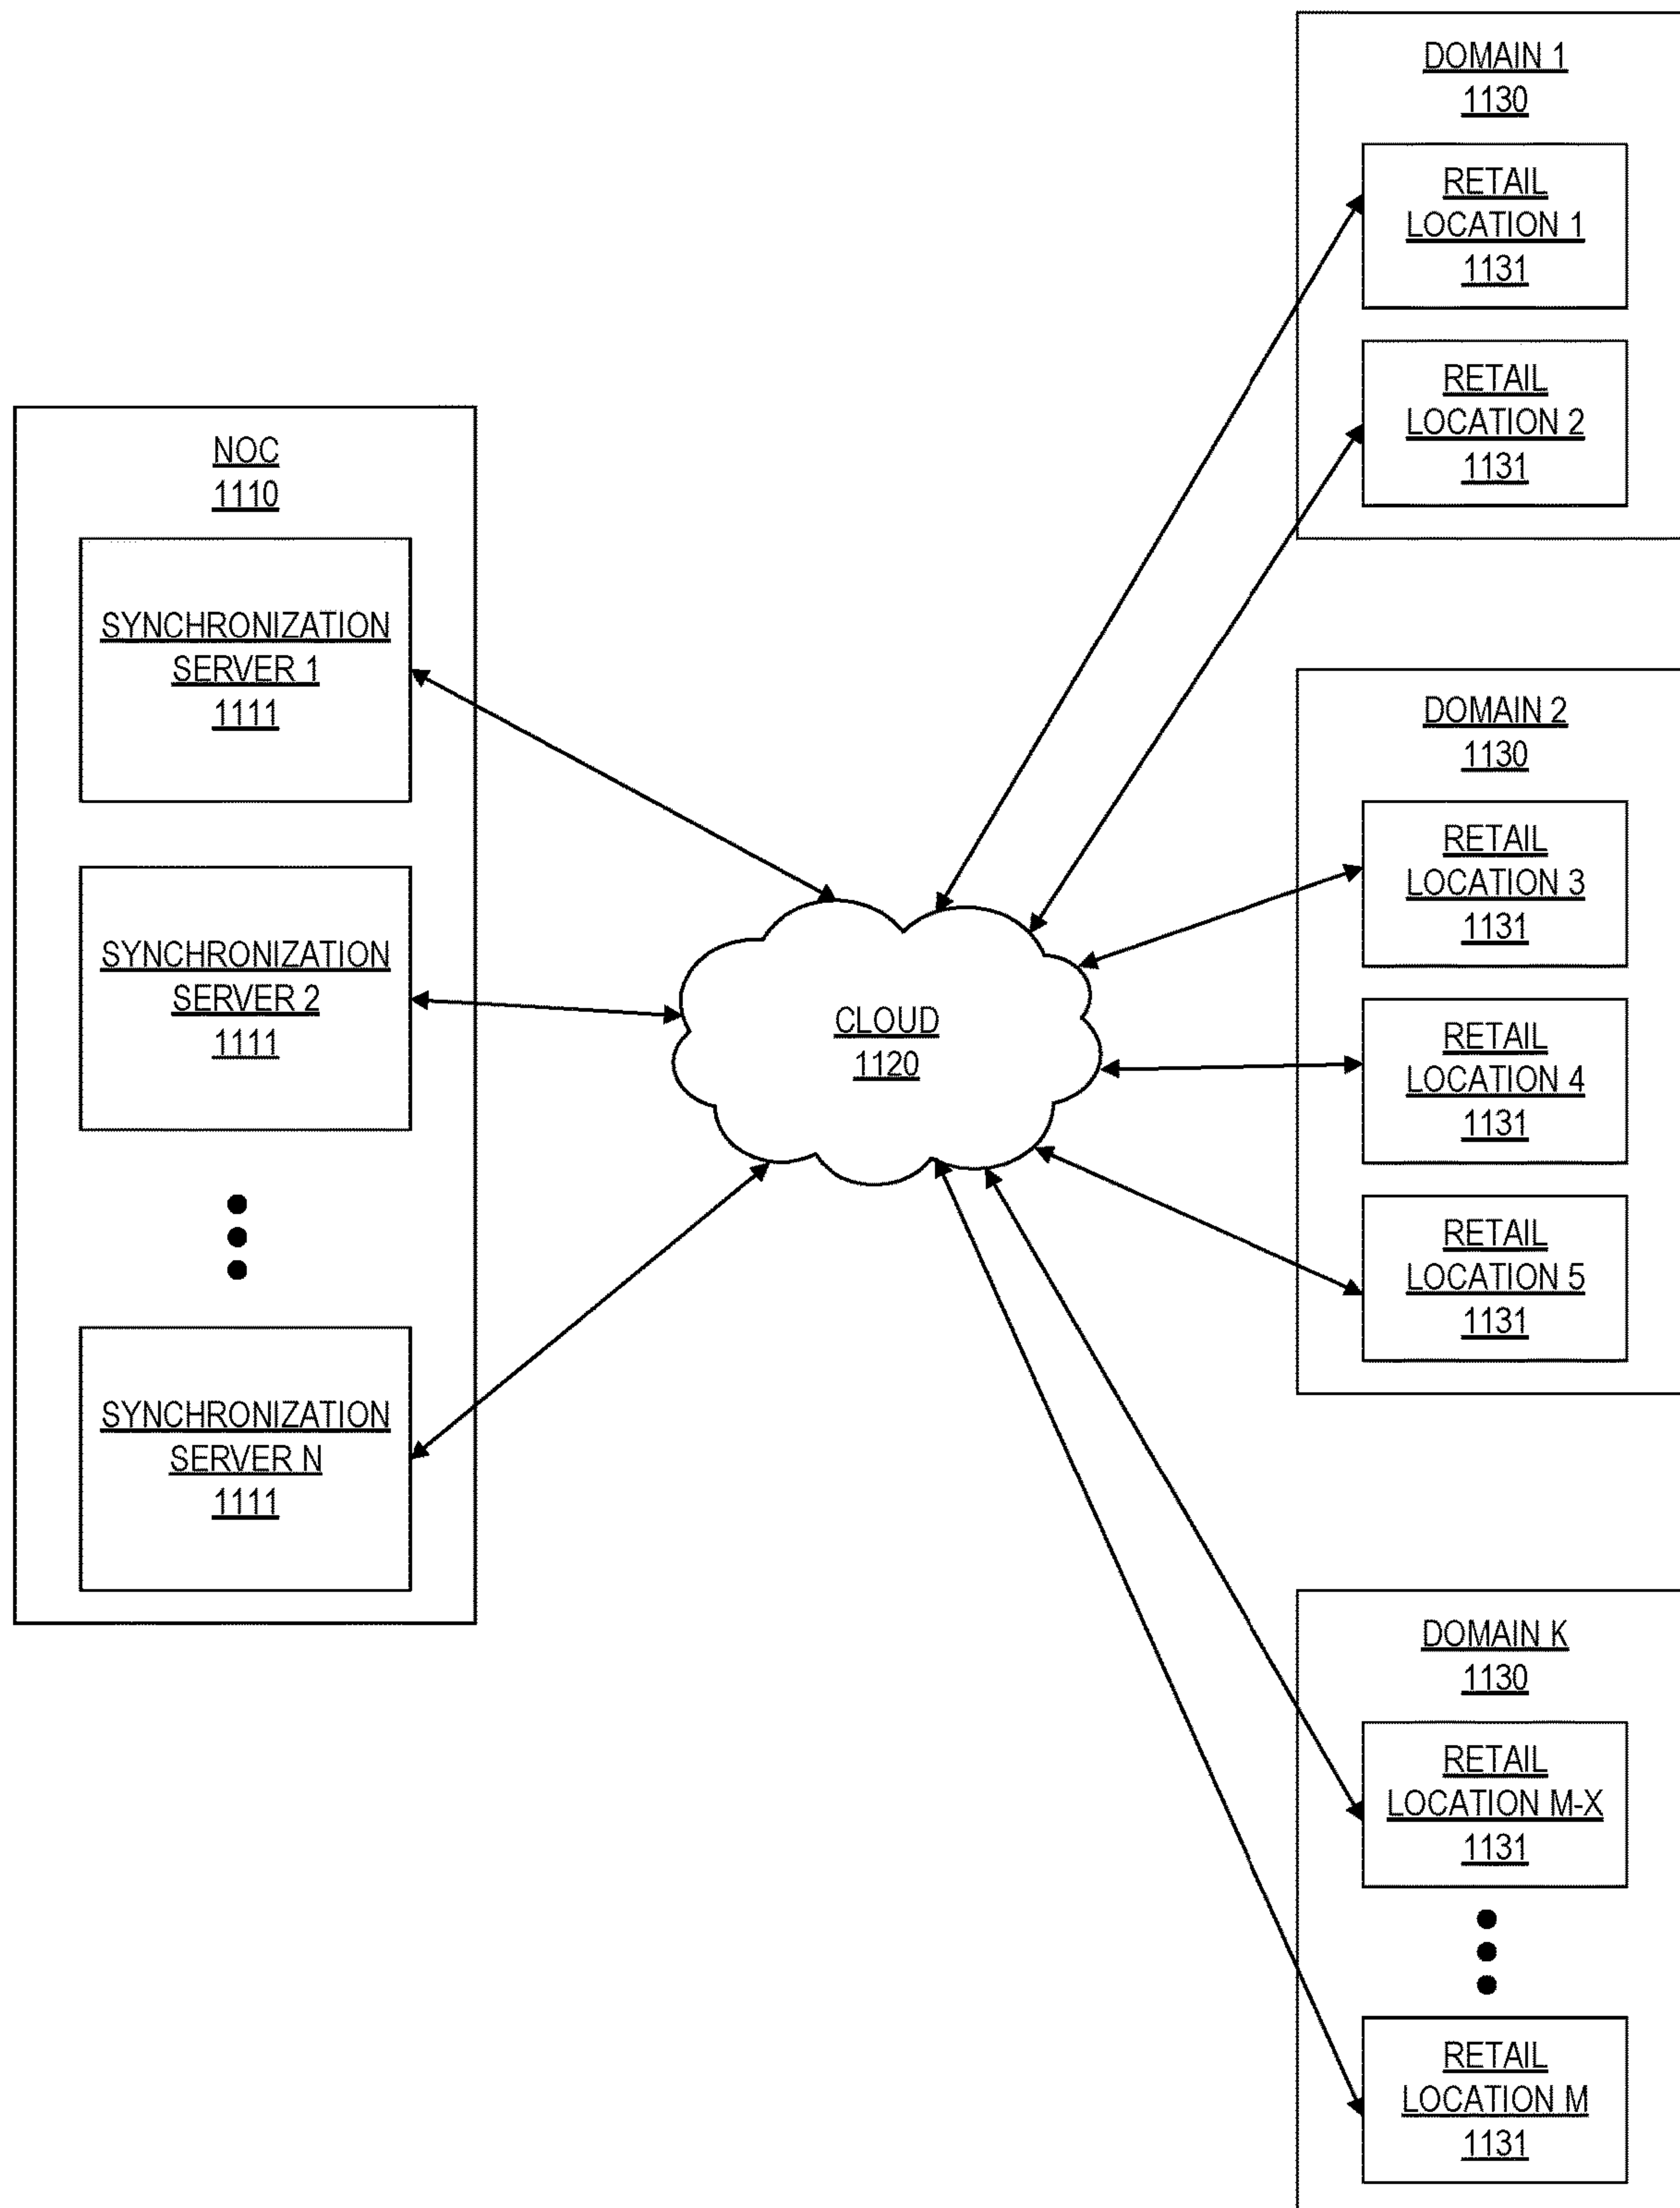 NOC
1110
SYNCHRONIZATION
SERVER 1
1111
SYNCHRONIZATION
SERVER 2
1111
SYNCHRONIZATION
SERVER N
1111
CLOUD
1120
DOMAIN 1
1130
RETAIL
LOCATION 1
1131
RETAIL
LOCATION 2
1131
DOMAIN 2
1130
RETAIL
LOCATION 3
1131
RETAIL
LOCATION 4
1131
RETAIL
LOCATION 5
1131
DOMAIN K
1130
RETAIL
LOCATION M-X
1131
RETAIL
LOCATION M
1131